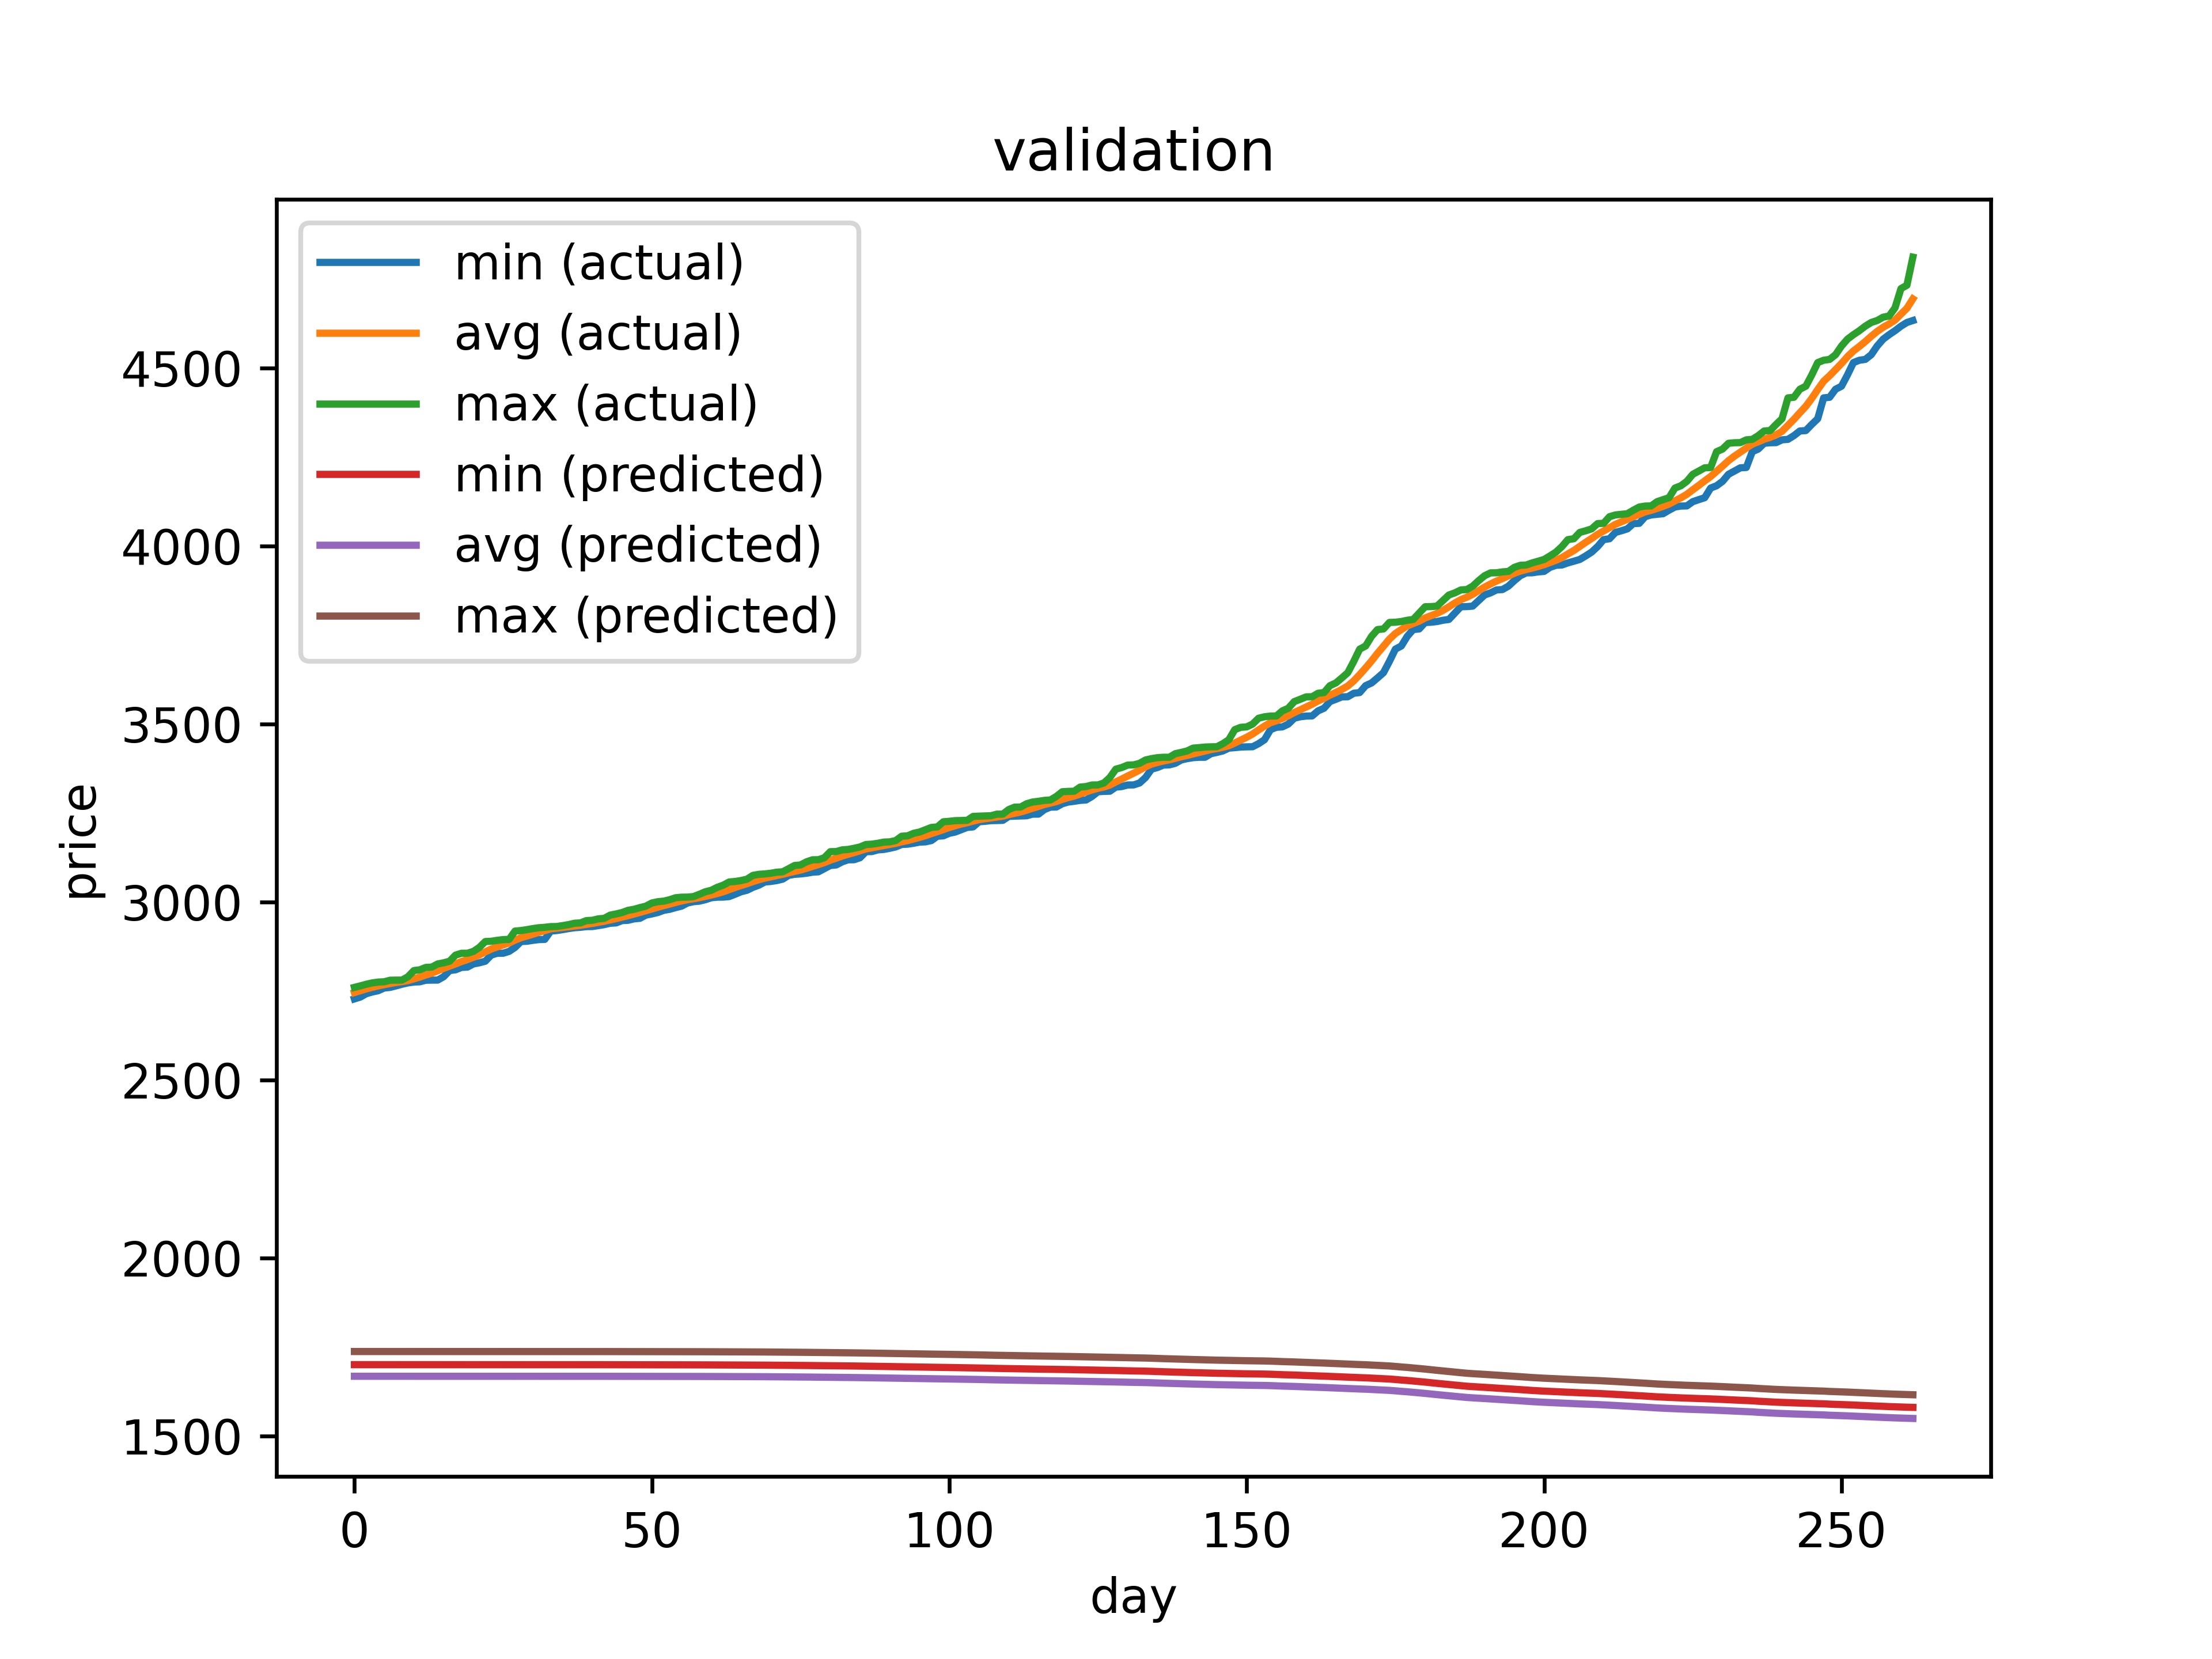 validation
min (actual)
avg (actual)
max (actual)
min (predicted)
avg (predicted)
max (predicted)
price
4500
4000
3500
3000
2500
2000
1500
0 50 100 150 200 250
day